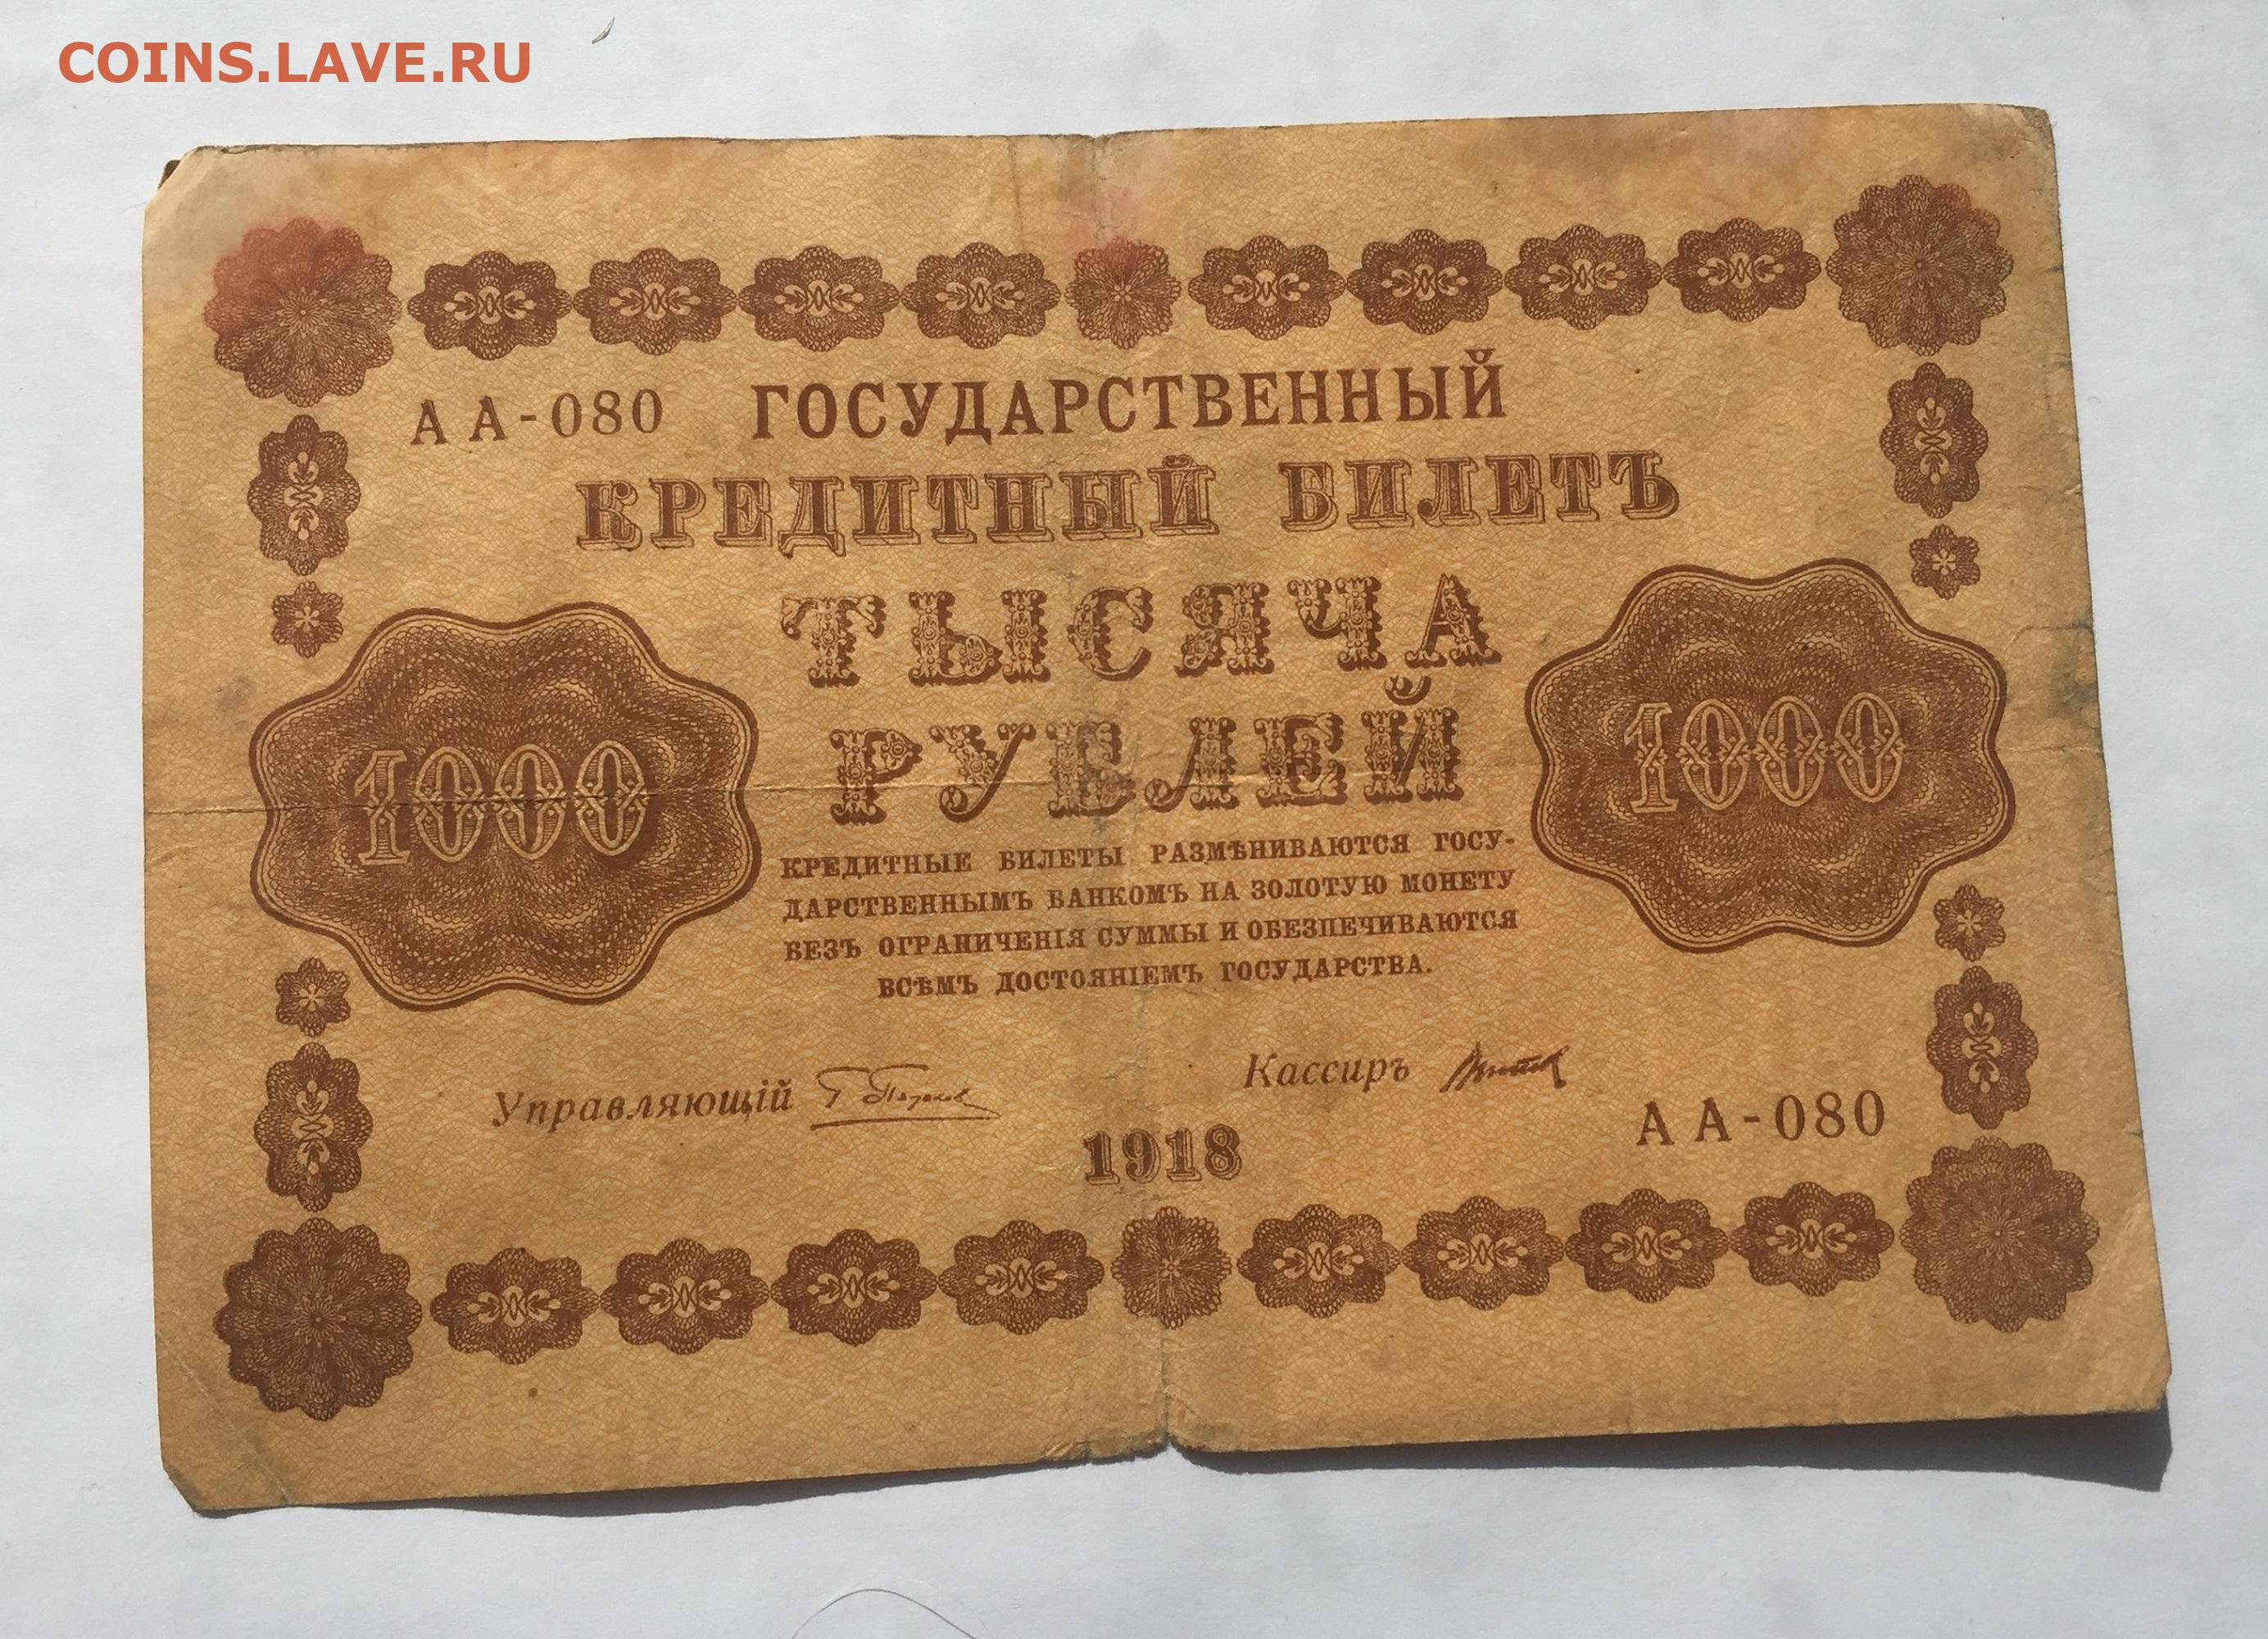 COINS.LAVE.RU
АА-080 ГОСУДАРСТВЕННЫЙ
КРЕДИТНЫЙ БИЛЕТЪ
ТЫСЯЧА
РУБЛЕЙ
1000
1000
КРЕДИТНЫЕ БИЛЕТЫ РАЗМѢНИВАЮТСЯ ГОСУ-
ДАРСТВЕННЫМЪ БАНКОМЪ НА ЗОЛОТУЮ МОНЕТУ
БЕЗЪ ОГРАНИЧЕНІЯ СУММЫ И ОБЕЗПЕЧИВАЮТСЯ
ВСѢМЪ ДОСТОЯНІЕМЪ ГОСУДАРСТВА.
Управляющій
Кассиръ
1918
АА-080